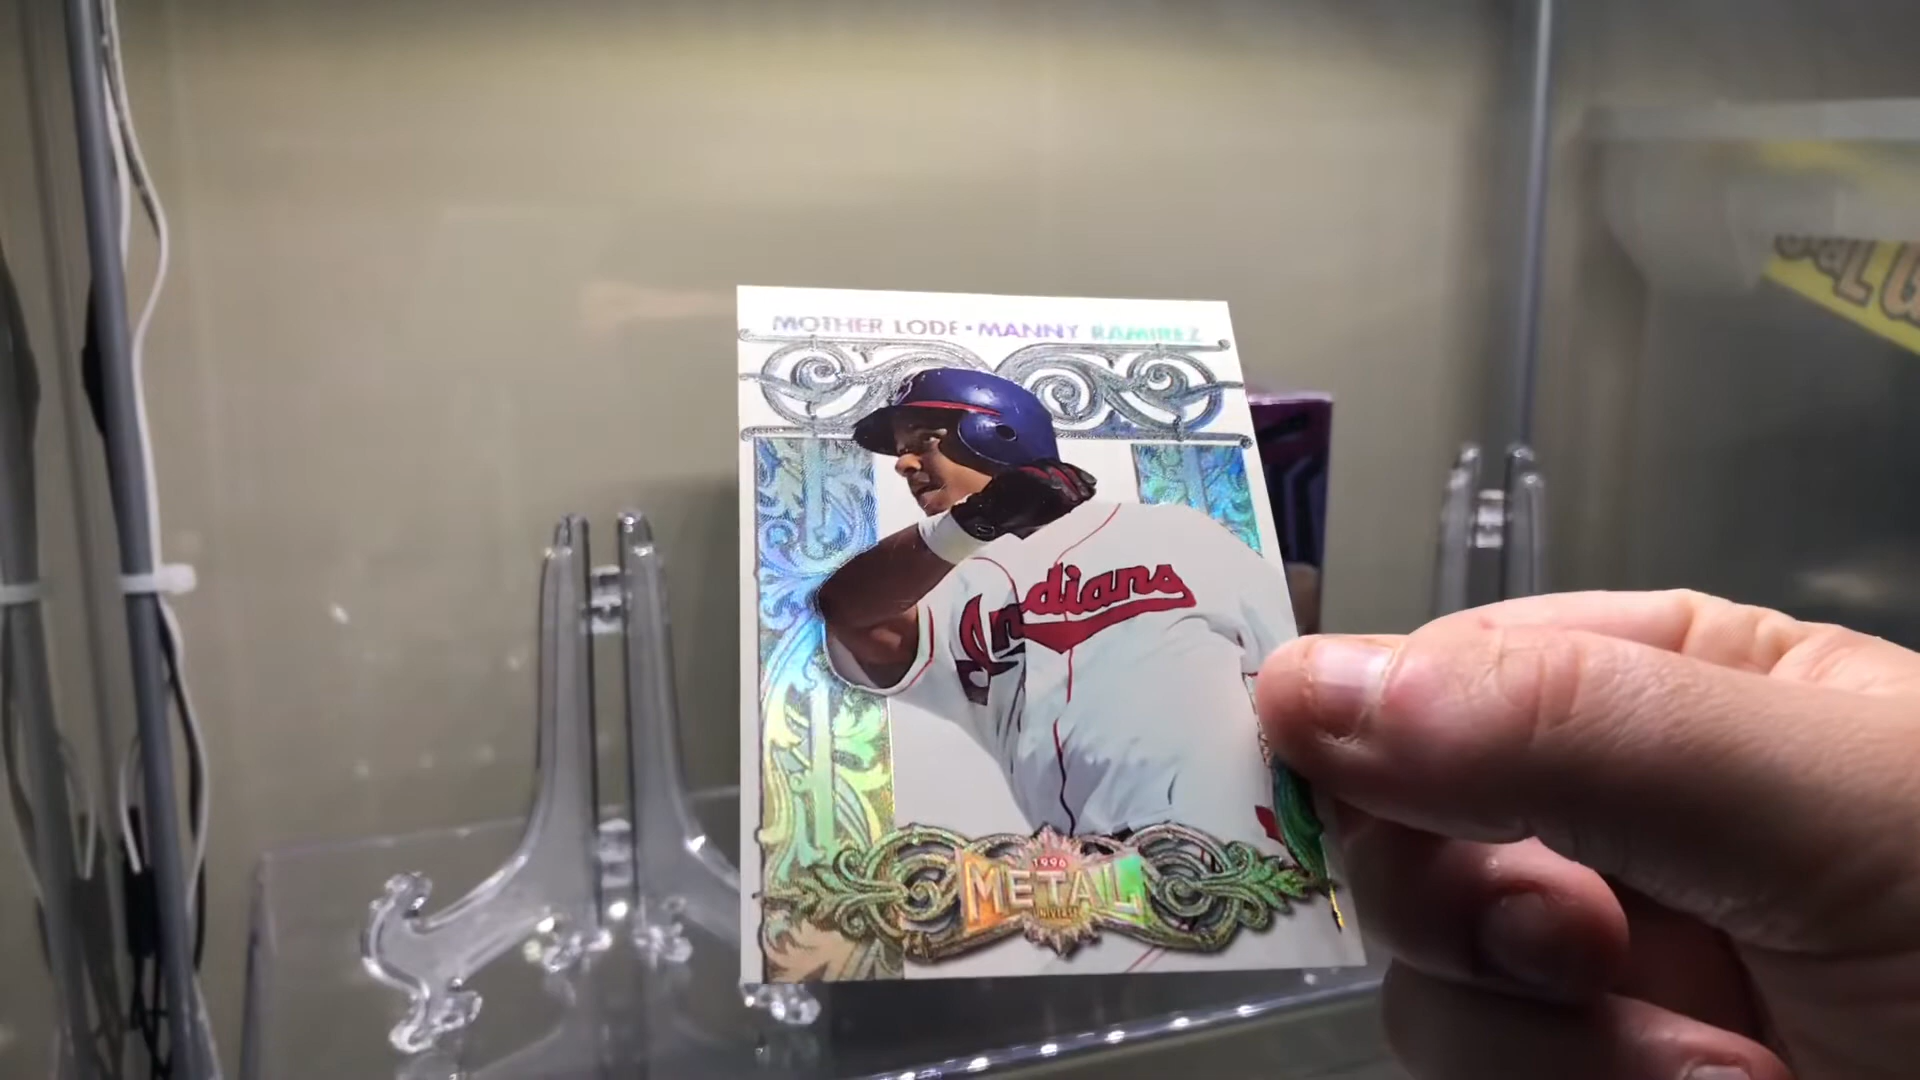 MOTHER LODE • MANNY RAMIREZ
Indians
1996
METAL
UNIVERSE